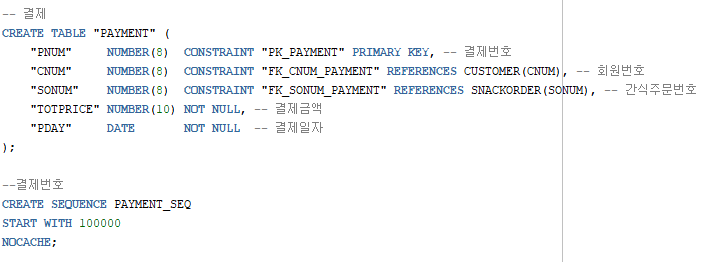 -- 결제
CREATE TABLE "PAYMENT" (
    "PNUM"     NUMBER(8)  CONSTRAINT "PK_PAYMENT" PRIMARY KEY, -- 결제번호
    "CNUM"     NUMBER(8)  CONSTRAINT "FK_CNUM_PAYMENT" REFERENCES CUSTOMER(CNUM), -- 회원번호
    "SONUM"    NUMBER(8)  CONSTRAINT "FK_SONUM_PAYMENT" REFERENCES SNACKORDER(SONUM), -- 간식주문번호
    "TOTPRICE" NUMBER(10) NOT NULL, -- 결제금액
    "PDAY"     DATE       NOT NULL  -- 결제일자
);
--결제번호
CREATE SEQUENCE PAYMENT_SEQ
START WITH 100000
NOCACHE;